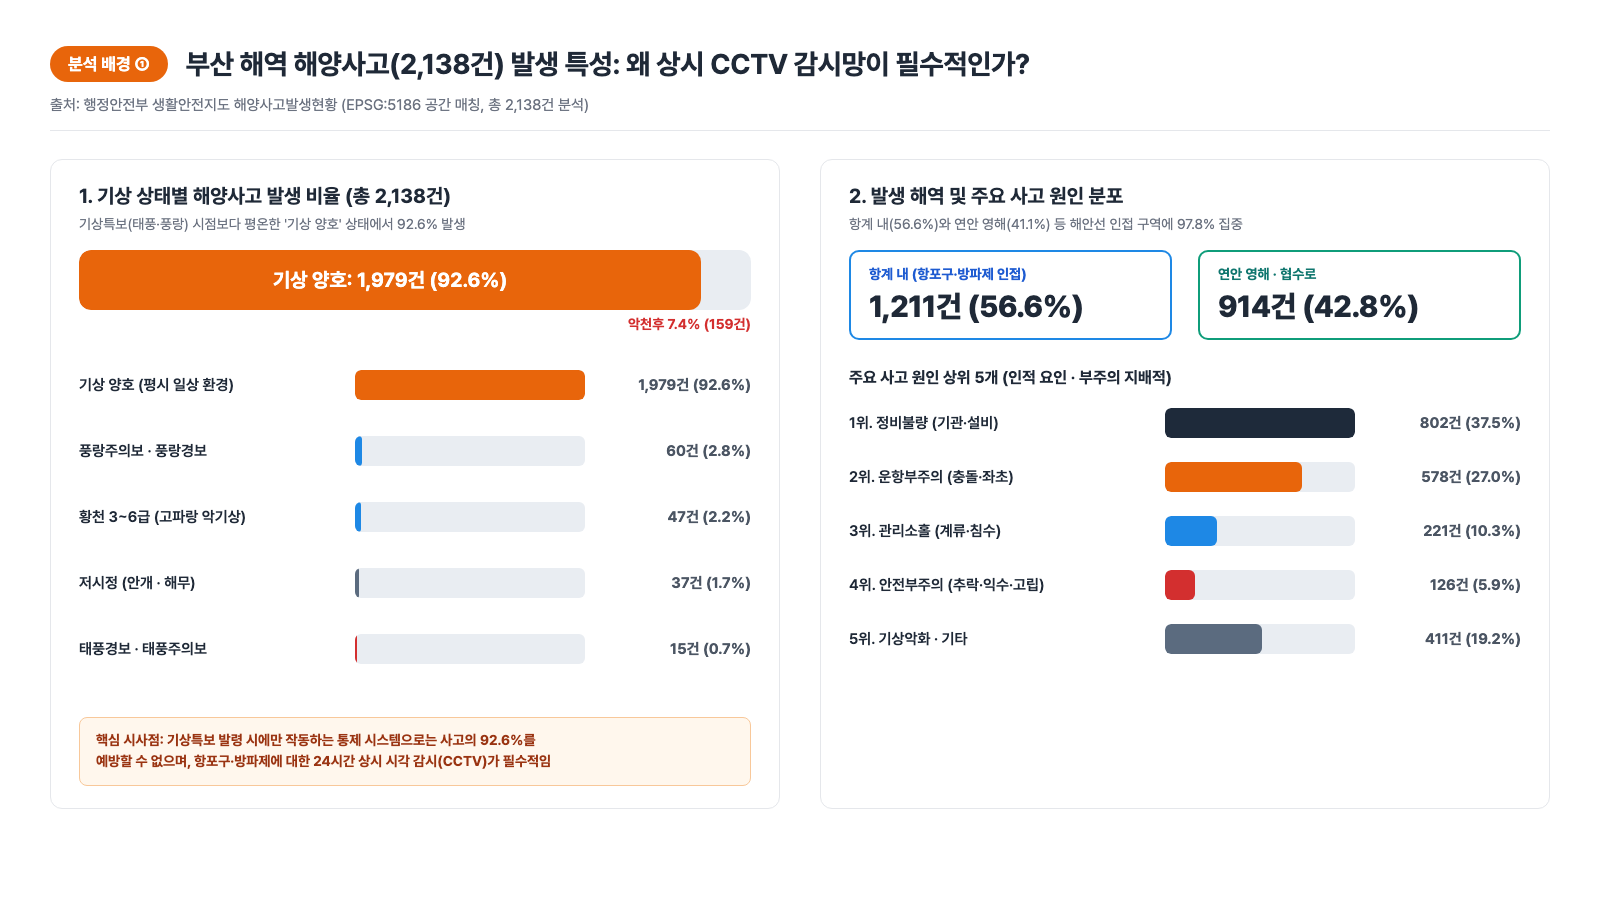 분석 배경 ①
부산 해역 해양사고(2,138건) 발생 특성: 왜 상시 CCTV 감시망이 필수적인가?
출처: 행정안전부 생활안전지도 해양사고발생현황 (EPSG:5186 공간 매칭, 총 2,138건 분석)
1. 기상 상태별 해양사고 발생 비율 (총 2,138건)
기상특보(태풍·풍랑) 시점보다 평온한 '기상 양호' 상태에서 92.6% 발생
기상 양호: 1,979건 (92.6%)
악천후 7.4% (159건)
기상 양호 (평시 일상 환경) 1,979건 (92.6%)
풍랑주의보 · 풍랑경보 60건 (2.8%)
황천 3~6급 (고파랑 악기상) 47건 (2.2%)
저시정 (안개 · 해무) 37건 (1.7%)
태풍경보 · 태풍주의보 15건 (0.7%)
핵심 시사점: 기상특보 발령 시에만 작동하는 통제 시스템으로는 사고의 92.6%를
예방할 수 없으며, 항포구·방파제에 대한 24시간 상시 시각 감시(CCTV)가 필수적임
2. 발생 해역 및 주요 사고 원인 분포
항계 내(56.6%)와 연안 영해(41.1%) 등 해안선 인접 구역에 97.8% 집중
항계 내 (항포구·방파제 인접)
1,211건 (56.6%)
연안 영해 · 협수로
914건 (42.8%)
주요 사고 원인 상위 5개 (인적 요인 · 부주의 지배적)
1위. 정비불량 (기관·설비) 802건 (37.5%)
2위. 운항부주의 (충돌·좌초) 578건 (27.0%)
3위. 관리소홀 (계류·침수) 221건 (10.3%)
4위. 안전부주의 (추락·익수·고립) 126건 (5.9%)
5위. 기상악화 · 기타 411건 (19.2%)